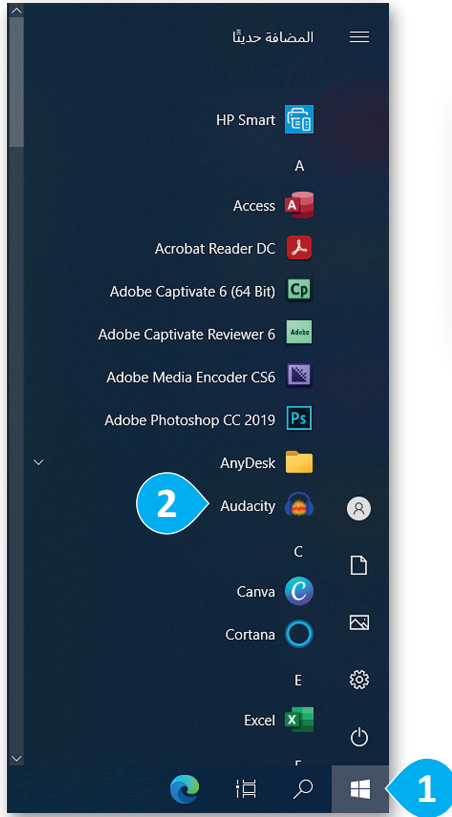 المضافة حديثًا
HP Smart
A
Access
Acrobat Reader DC
Adobe Captivate 6 (64 Bit)
Cp
Adobe Captivate Reviewer 6
Adobe
Adobe Media Encoder CS6
Adobe Photoshop CC 2019
Ps
AnyDesk
2
Audacity
C
Canva
Cortana
E
Excel
1